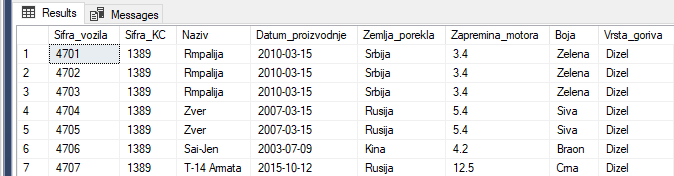 Results Messages
Sifra_vozila Sifra_KC Naziv Datum_proizvodnje Zemlja_porekla Zapremina_motora Boja Vrsta_goriva
1 4701 1389 Rmpalija 2010-03-15 Srbija 3.4 Zelena Dizel
2 4702 1389 Rmpalija 2010-03-15 Srbija 3.4 Zelena Dizel
3 4703 1389 Rmpalija 2010-03-15 Srbija 3.4 Zelena Dizel
4 4704 1389 Zver 2007-03-15 Rusija 5.4 Siva Dizel
5 4705 1389 Zver 2007-03-15 Rusija 5.4 Siva Dizel
6 4706 1389 Sai-Jen 2003-07-09 Kina 4.2 Braon Dizel
7 4707 1389 T-14 Armata 2015-10-12 Rusija 12.5 Crna Dizel